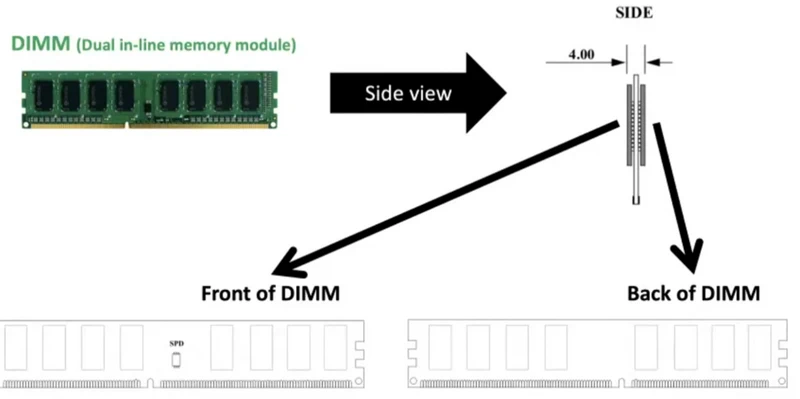 SIDE
DIMM (Dual in-line memory module)
4.00
Side view
Front of DIMM
Back of DIMM
SPD